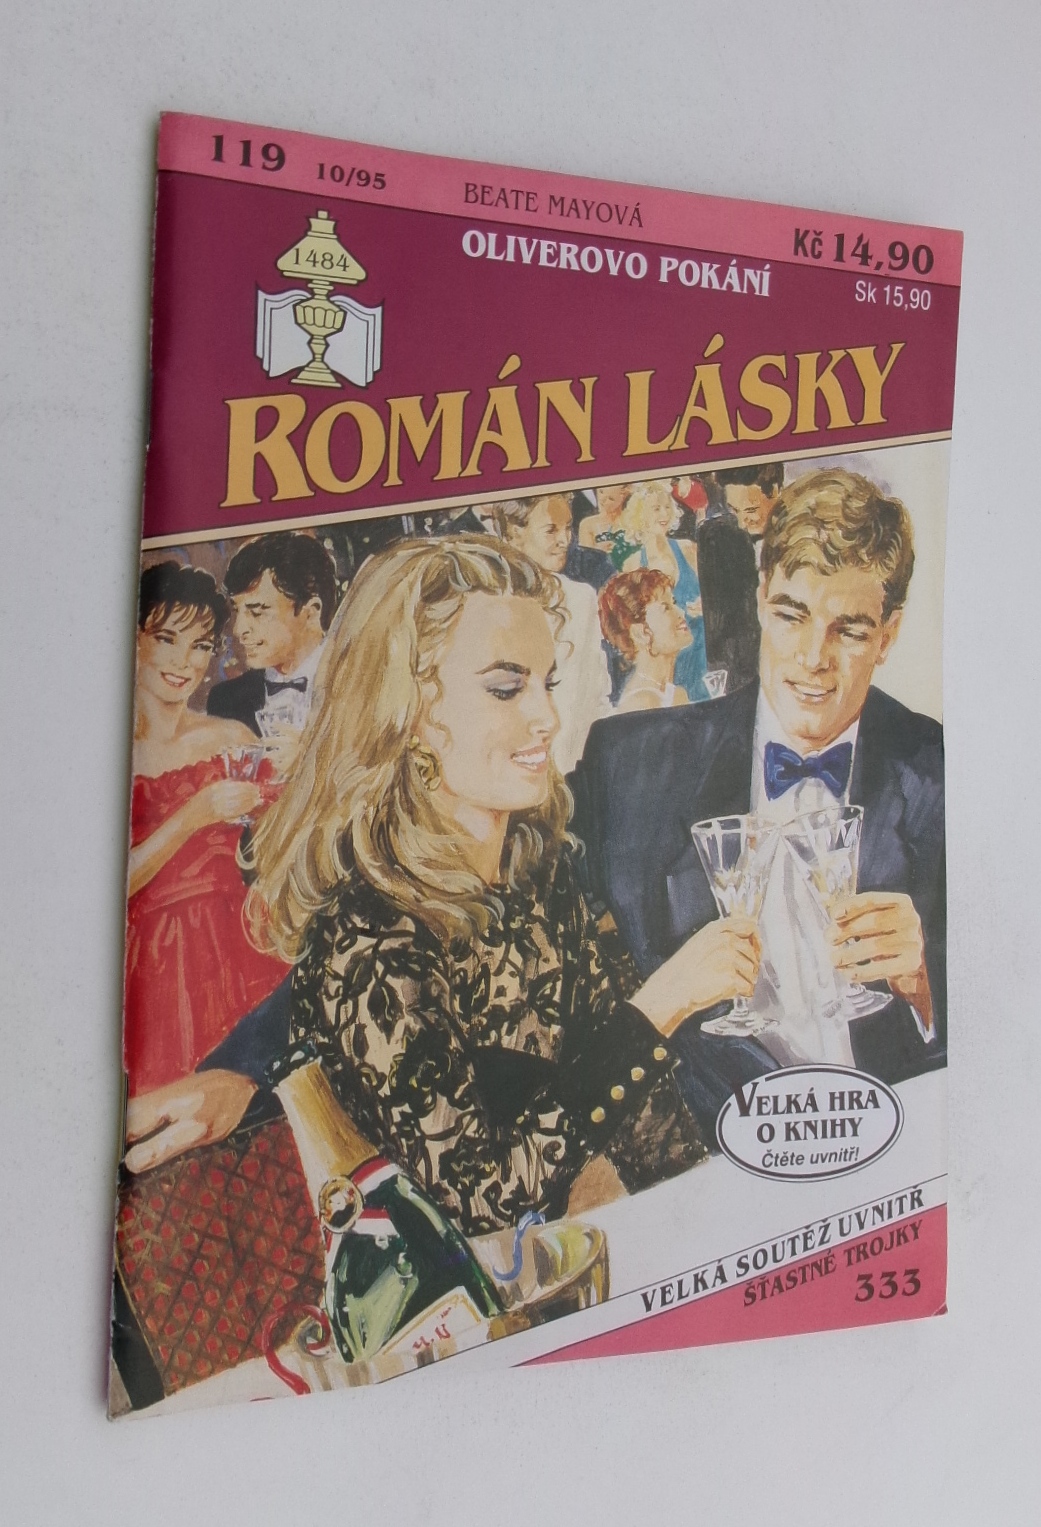 119 10/95 BEATE MAYOVÁ Kč 14,90
OLIVEROVO POKÁNÍ Sk 15,90
1484
ROMÁN LÁSKY
VELKÁ HRA
O KNIHY
Čtěte uvnitř!
VELKÁ SOUTĚŽ UVNITŘ
ŠŤASTNÉ TROJKY
333